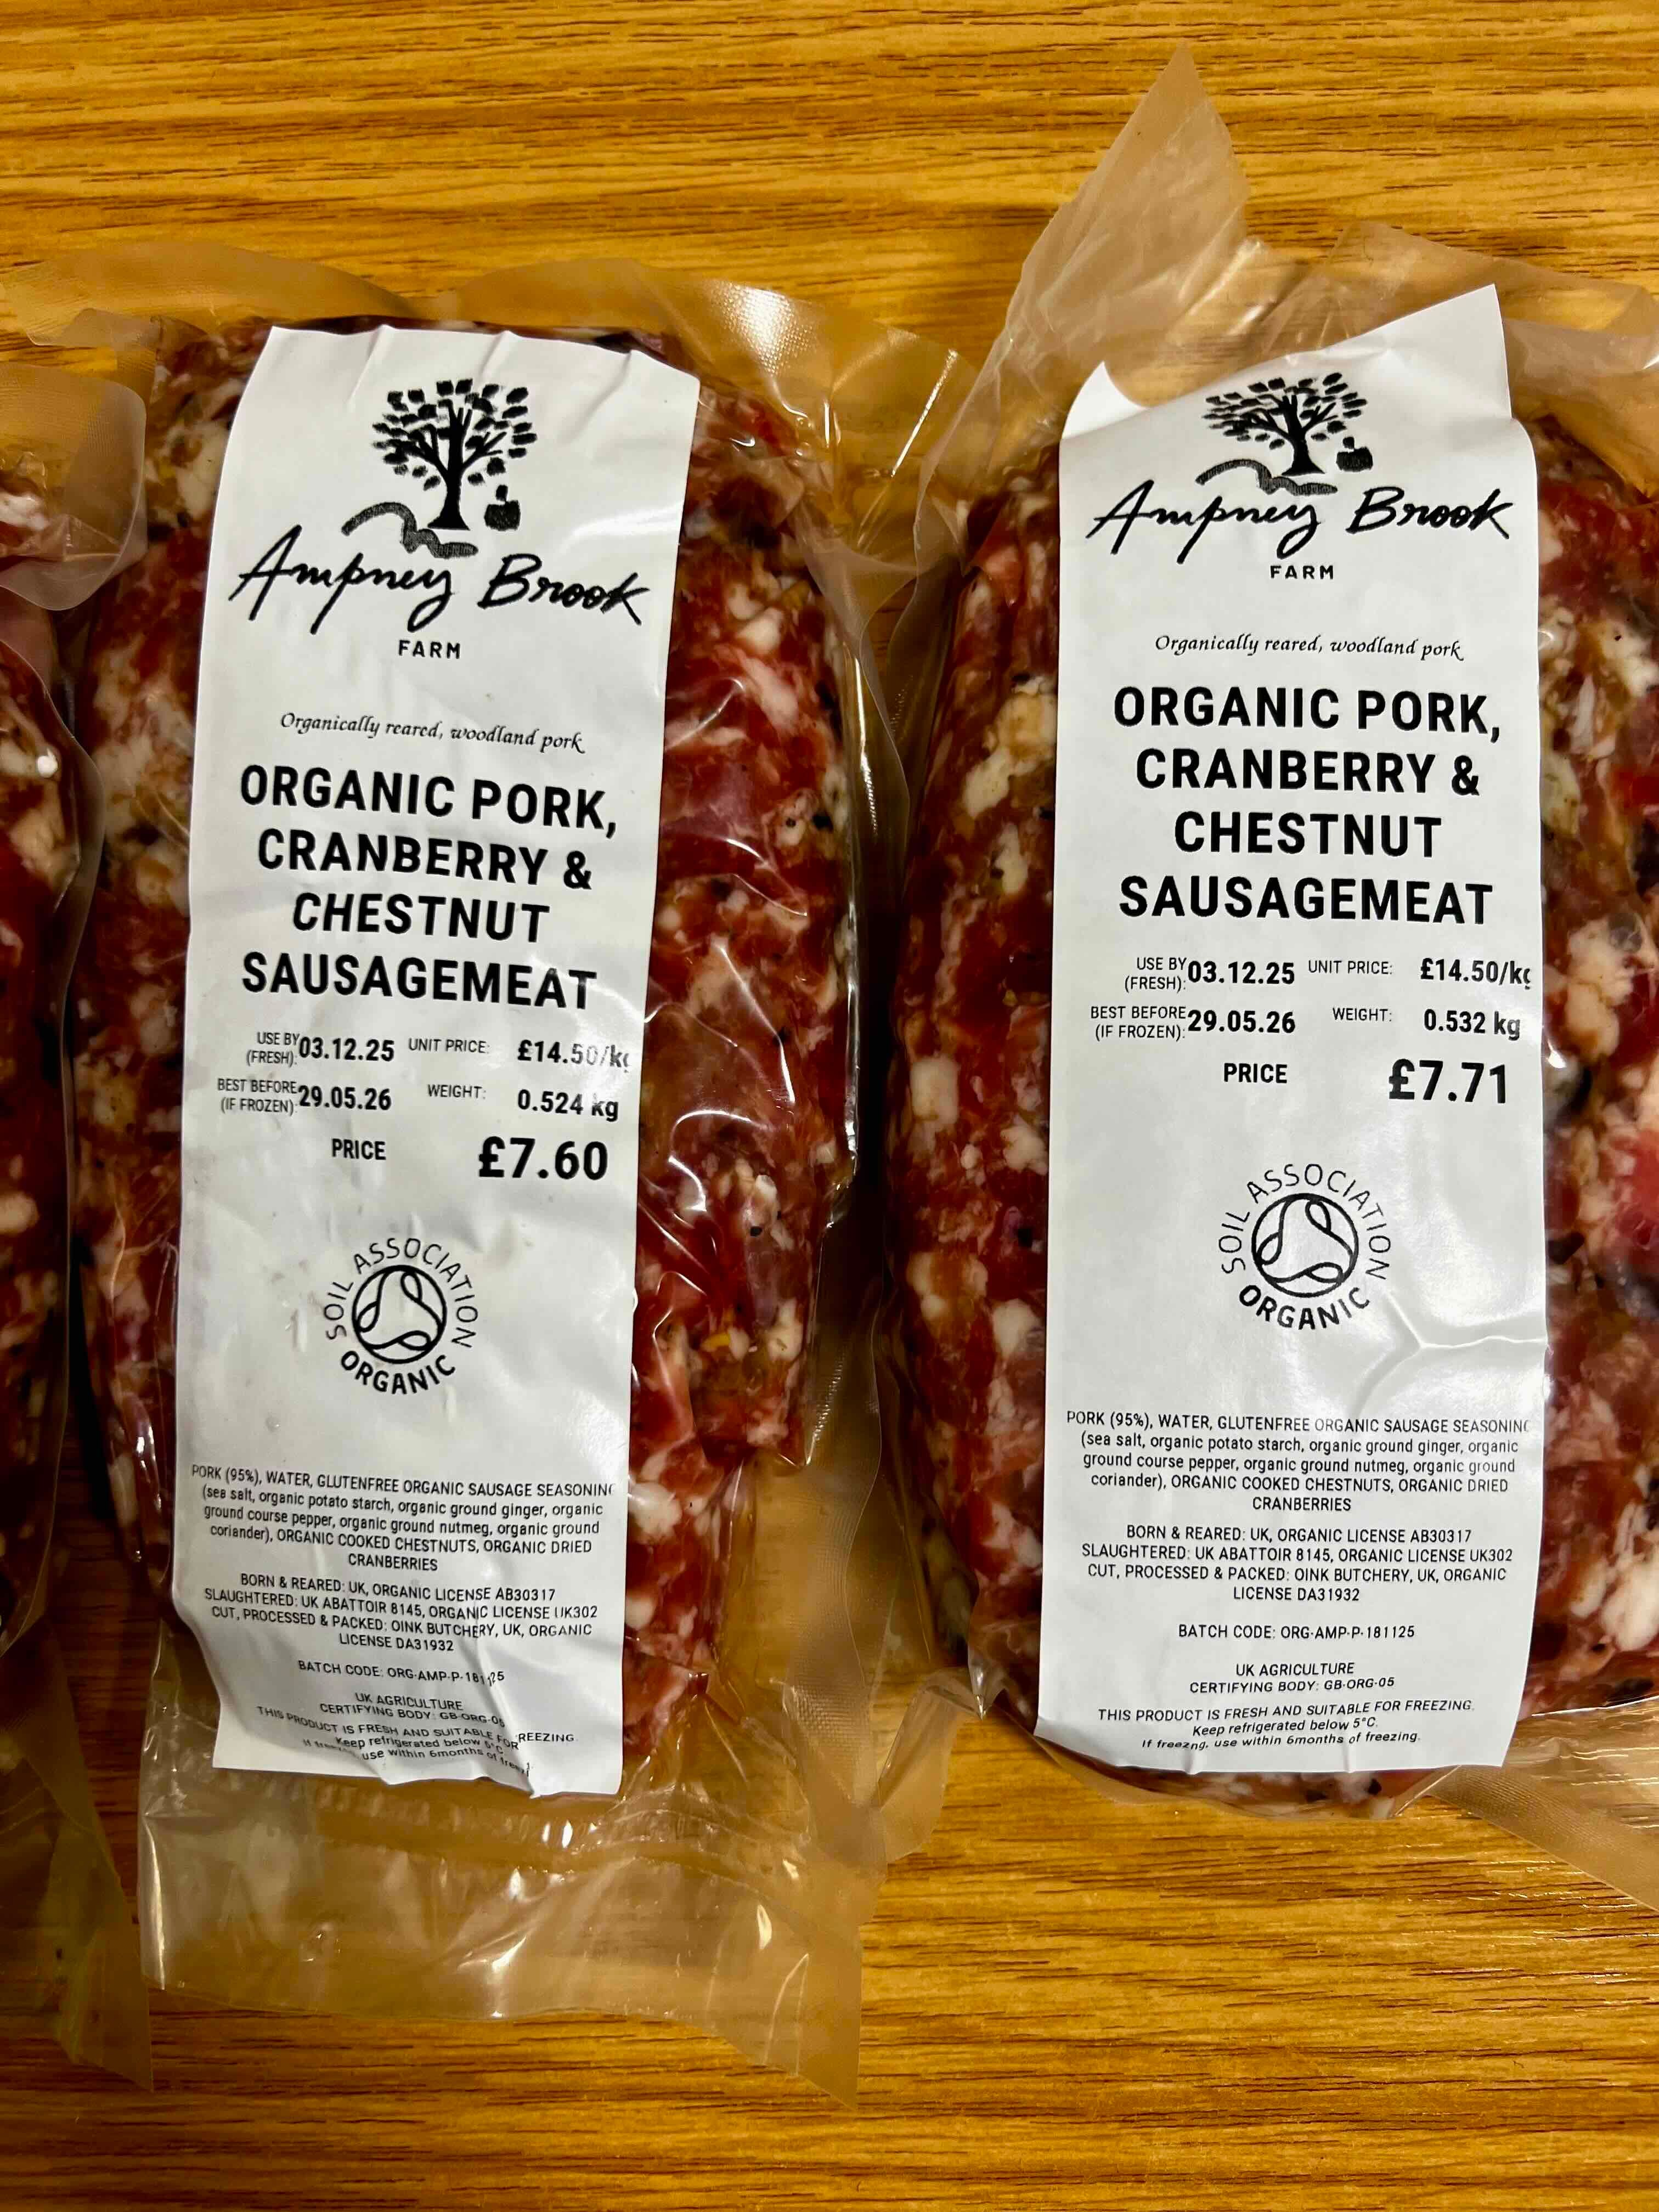 Ampney Brook
FARM
Organically reared, woodland pork
ORGANIC PORK,
CRANBERRY &
CHESTNUT
SAUSAGEMEAT
USE BY (FRESH): 03.12.25 UNIT PRICE: £14.50/kg
BEST BEFORE (IF FROZEN): 29.05.26 WEIGHT: 0.524 kg
PRICE £7.60
SOIL ASSOCIATION
ORGANIC
PORK (95%), WATER, GLUTENFREE ORGANIC SAUSAGE SEASONING
(sea salt, organic potato starch, organic ground ginger, organic
ground course pepper, organic ground nutmeg, organic ground
coriander), ORGANIC COOKED CHESTNUTS, ORGANIC DRIED
CRANBERRIES
BORN & REARED: UK, ORGANIC LICENSE AB30317
SLAUGHTERED: UK ABATTOIR 8145, ORGANIC LICENSE UK302
CUT, PROCESSED & PACKED: OINK BUTCHERY, UK, ORGANIC
LICENSE DA31932
BATCH CODE: ORG-AMP-P-181125
UK AGRICULTURE
CERTIFYING BODY: GB-ORG-05
THIS PRODUCT IS FRESH AND SUITABLE FOR FREEZING.
Keep refrigerated below 5°C.
If use within 6months of
Ampney Brook
FARM
Organically reared, woodland pork
ORGANIC PORK,
CRANBERRY &
CHESTNUT
SAUSAGEMEAT
USE BY (FRESH): 03.12.25 UNIT PRICE: £14.50/kg
BEST BEFORE (IF FROZEN): 29.05.26 WEIGHT: 0.532 kg
PRICE £7.71
SOIL ASSOCIATION
ORGANIC
PORK (95%), WATER, GLUTENFREE ORGANIC SAUSAGE SEASONING
(sea salt, organic potato starch, organic ground ginger, organic
ground course pepper, organic ground nutmeg, organic ground
coriander), ORGANIC COOKED CHESTNUTS, ORGANIC DRIED
CRANBERRIES
BORN & REARED: UK, ORGANIC LICENSE AB30317
SLAUGHTERED: UK ABATTOIR 8145, ORGANIC LICENSE UK302
CUT, PROCESSED & PACKED: OINK BUTCHERY, UK, ORGANIC
LICENSE DA31932
BATCH CODE: ORG-AMP-P-181125
UK AGRICULTURE
CERTIFYING BODY: GB-ORG-05
THIS PRODUCT IS FRESH AND SUITABLE FOR FREEZING.
Keep refrigerated below 5°C.
If freezng, use within 6months of freezing.